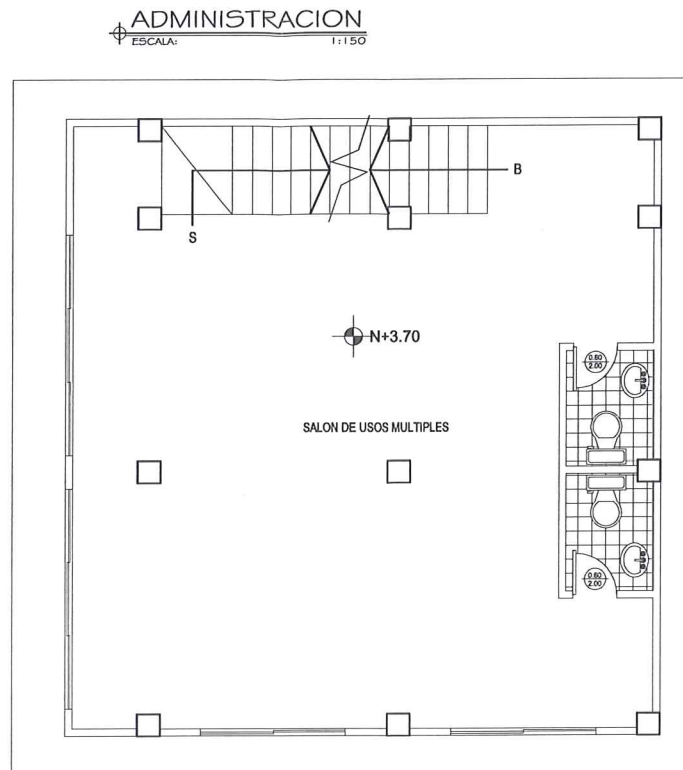 ADMINISTRACION
ESCALA: 1:150
B
S
N+3.70
0.60
2.00
SALON DE USOS MULTIPLES
0.60
2.00